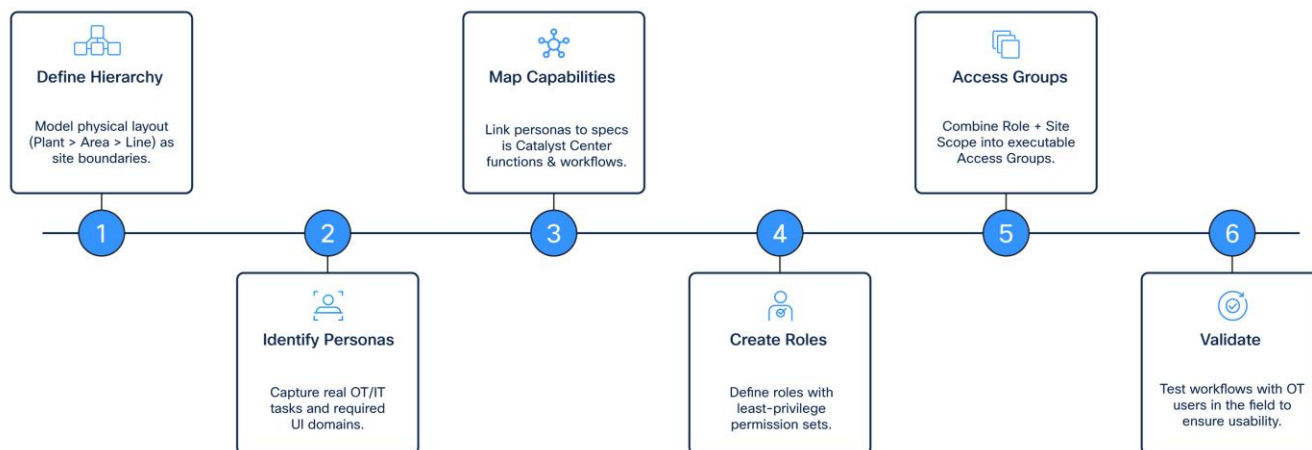 Define Hierarchy
Model physical layout
(Plant > Area > Line) as
site boundaries.
1
2
Identify Personas
Capture real OT/IT
tasks and required
UI domains.
Map Capabilities
Link personas to specs
is Catalyst Center
functions & workflows.
3
4
Create Roles
Define roles with
least-privilege
permission sets.
Access Groups
Combine Role + Site
Scope into executable
Access Groups.
5
6
Validate
Test workflows with OT
users in the field to
ensure usability.